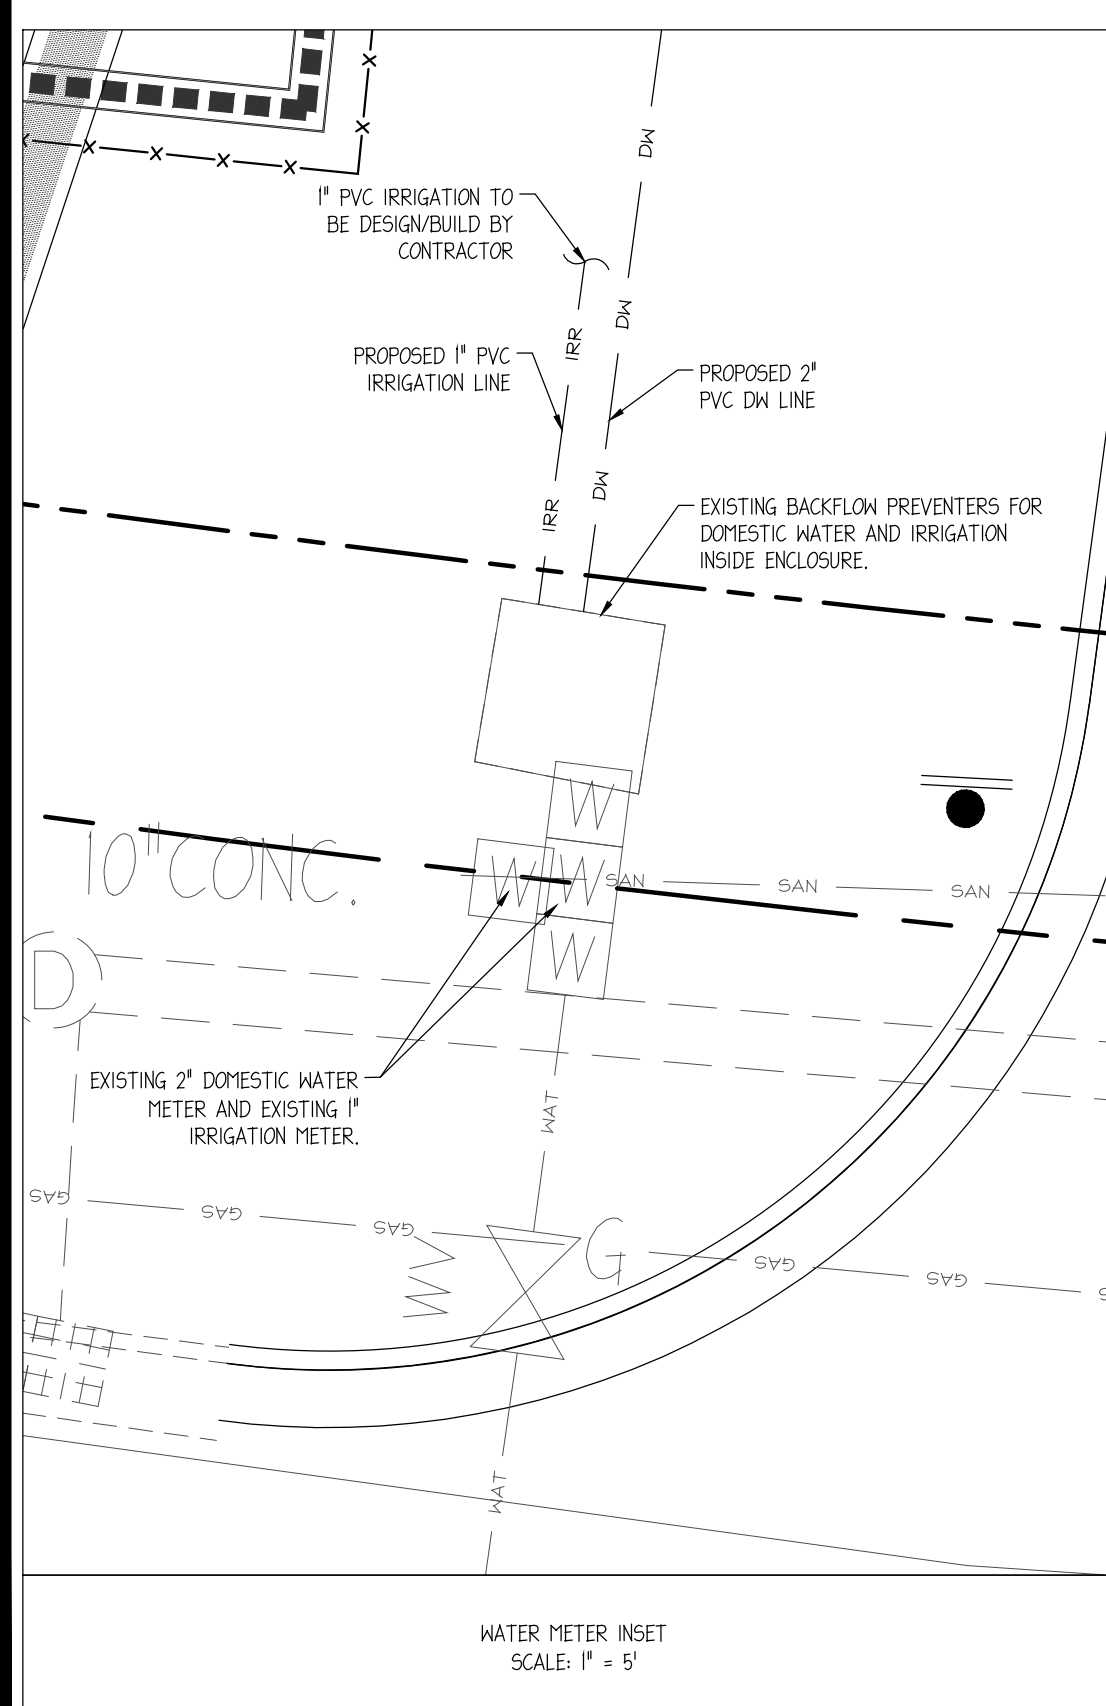 DW
1" PVC IRRIGATION TO
BE DESIGN/BUILD BY
CONTRACTOR
DW
IRR
PROPOSED 1" PVC
IRRIGATION LINE
PROPOSED 2"
PVC DW LINE
DW
IRR
EXISTING BACKFLOW PREVENTERS FOR
DOMESTIC WATER AND IRRIGATION
INSIDE ENCLOSURE.
W
10"CONC.
W
W
SAN
SAN
SAN
W
D
EXISTING 2" DOMESTIC WATER
METER AND EXISTING 1"
IRRIGATION METER.
WAT
GAS
GAS
GAS
G
W
GAS
GAS
WAT
WATER METER INSET
SCALE: 1" = 5'